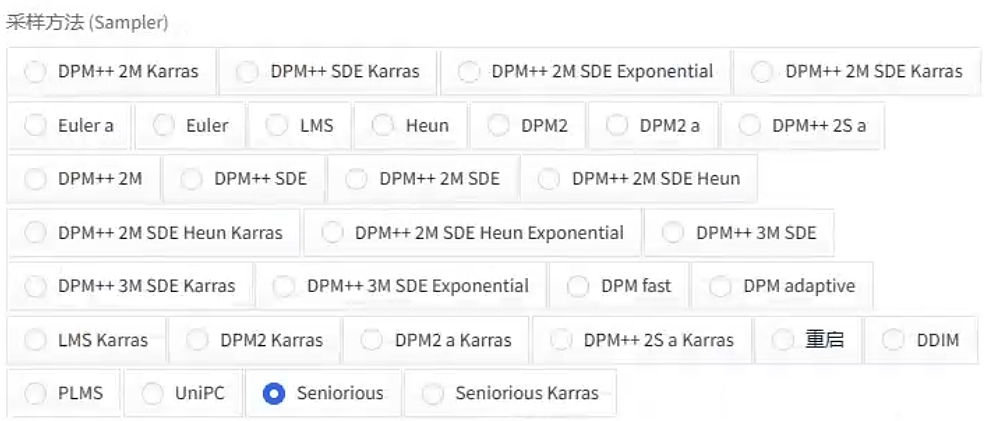 采样方法 (Sampler)
DPM++ 2M Karras DPM++ SDE Karras DPM++ 2M SDE Exponential DPM++ 2M SDE Karras
Euler a Euler LMS Heun DPM2 DPM2 a DPM++ 2S a
DPM++ 2M DPM++ SDE DPM++ 2M SDE DPM++ 2M SDE Heun
DPM++ 2M SDE Heun Karras DPM++ 2M SDE Heun Exponential DPM++ 3M SDE
DPM++ 3M SDE Karras DPM++ 3M SDE Exponential DPM fast DPM adaptive
LMS Karras DPM2 Karras DPM2 a Karras DPM++ 2S a Karras 重启 DDIM
PLMS UniPC Seniorious Seniorious Karras